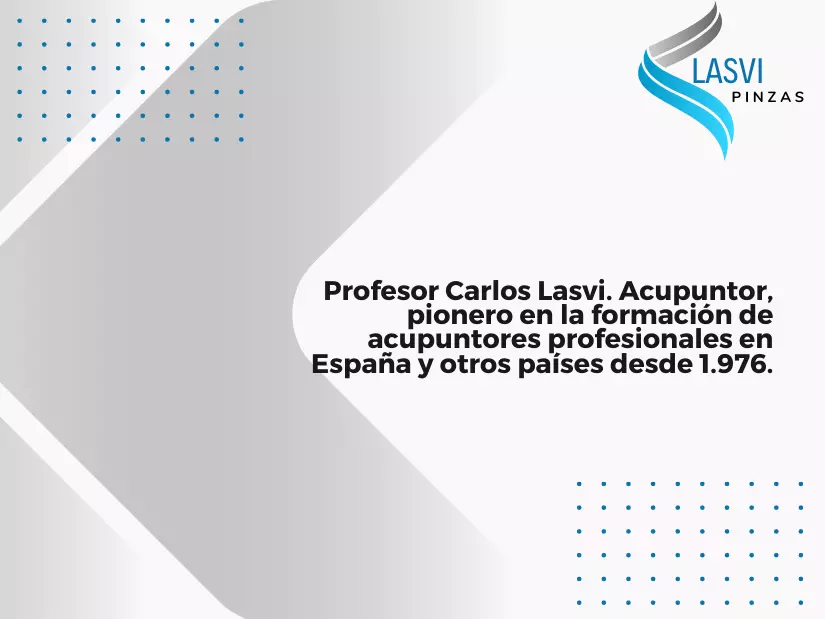 LASVI
PINZAS
Profesor Carlos Lasvi. Acupuntor,
pionero en la formación de
acupuntores profesionales en
España y otros países desde 1.976.